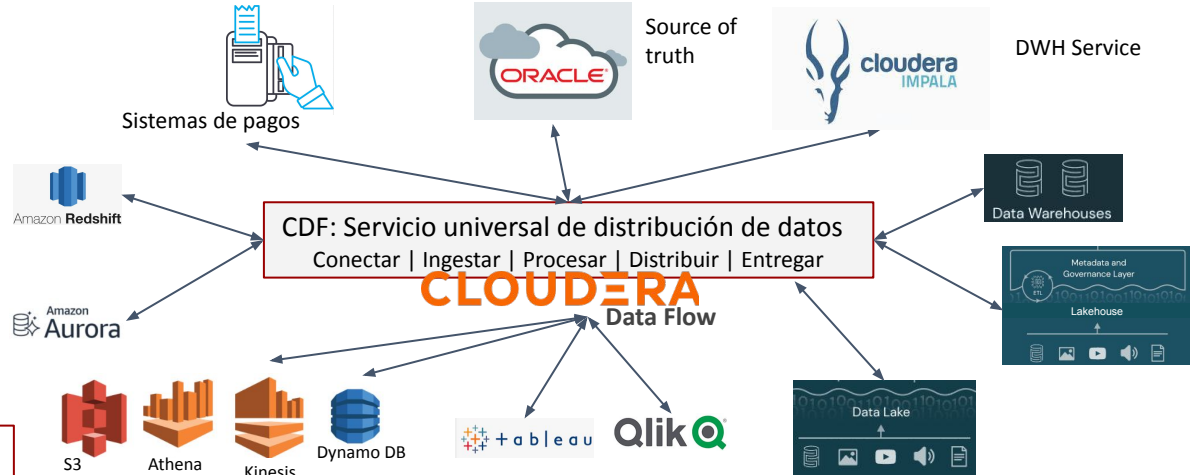 Sistemas de pagos
ORACLE
Source of
truth
cloudera
IMPALA
DWH Service
Amazon Redshift
Data Warehouses
CDF: Servicio universal de distribución de datos
Conectar | Ingestar | Procesar | Distribuir | Entregar
CLOUDERA
Data Flow
Metadata and
Governance Layer
ETL
Lakehouse
Amazon
Aurora
S3
Athena
Kinesis
Dynamo DB
+ableau
Qlik
Data Lake